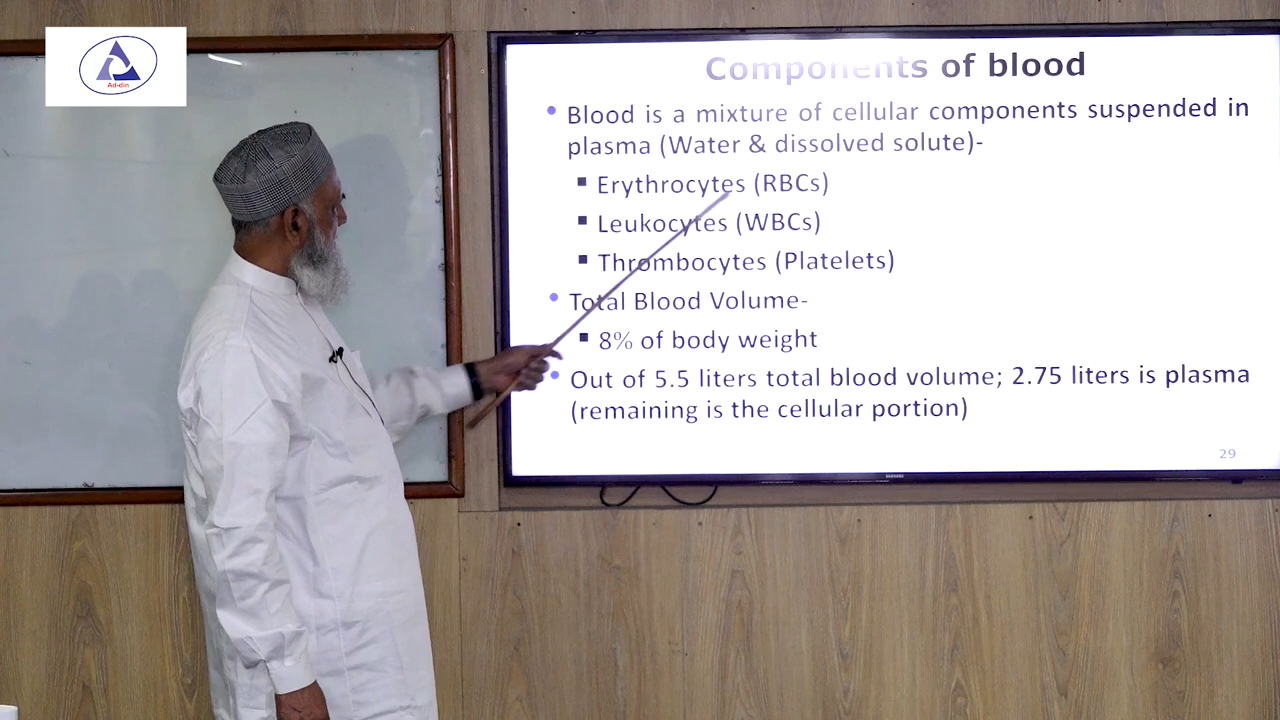 Ad-din
Components of blood
• Blood is a mixture of cellular components suspended in
plasma (Water & dissolved solute)-
▪ Erythrocytes (RBCs)
▪ Leukocytes (WBCs)
▪ Thrombocytes (Platelets)
• Total Blood Volume-
▪ 8% of body weight
• Out of 5.5 liters total blood volume; 2.75 liters is plasma
(remaining is the cellular portion)
29
SAMSUNG